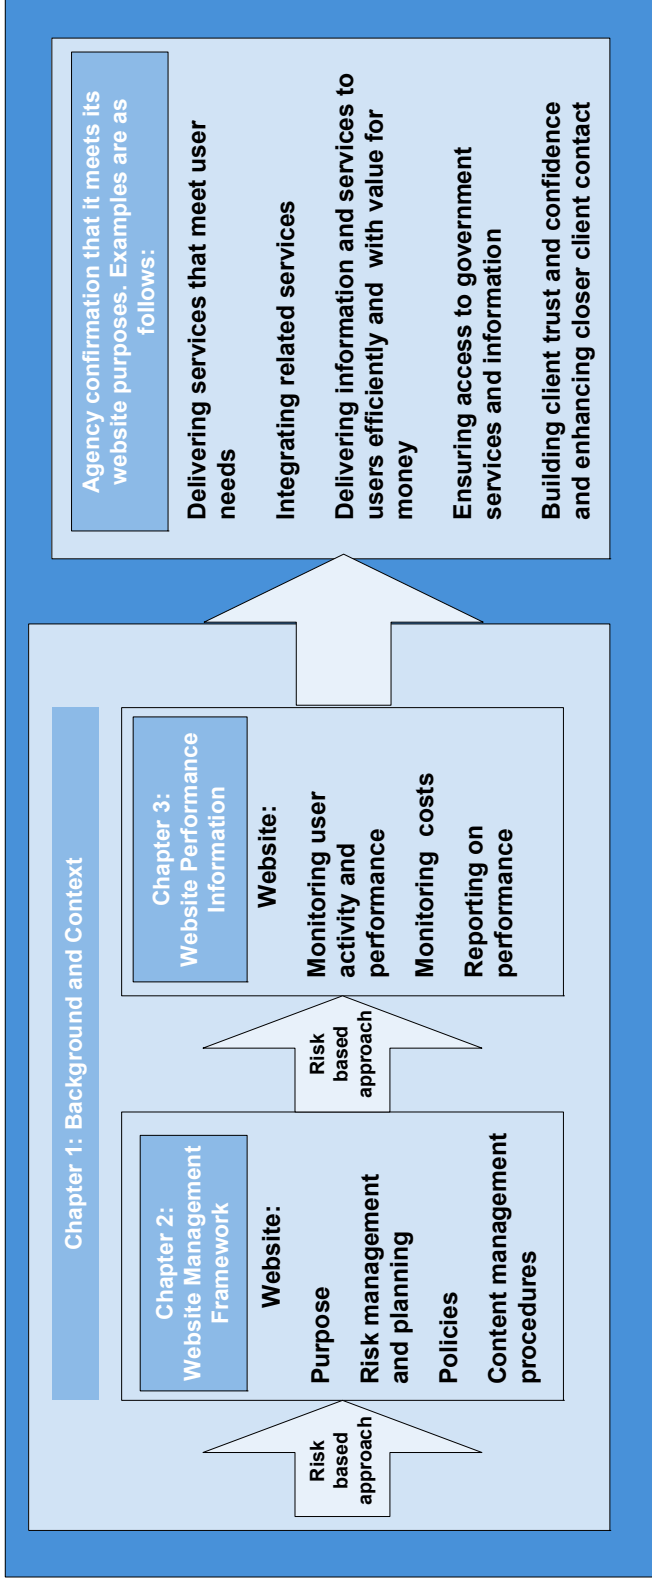 Chapter 1: Background and Context
Risk
based
approach
Chapter 2:
Website Management
Framework
Website:
Purpose
Risk management
and planning
Policies
Content management
procedures
Risk
based
approach
Chapter 3:
Website Performance
Information
Website:
Monitoring user
activity and
performance
Monitoring costs
Reporting on
performance
Agency confirmation that it meets its
website purposes. Examples are as
follows:
Delivering services that meet user
needs
Integrating related services
Delivering information and services to
users efficiently and with value for
money
Ensuring access to government
services and information
Building client trust and confidence
and enhancing closer client contact